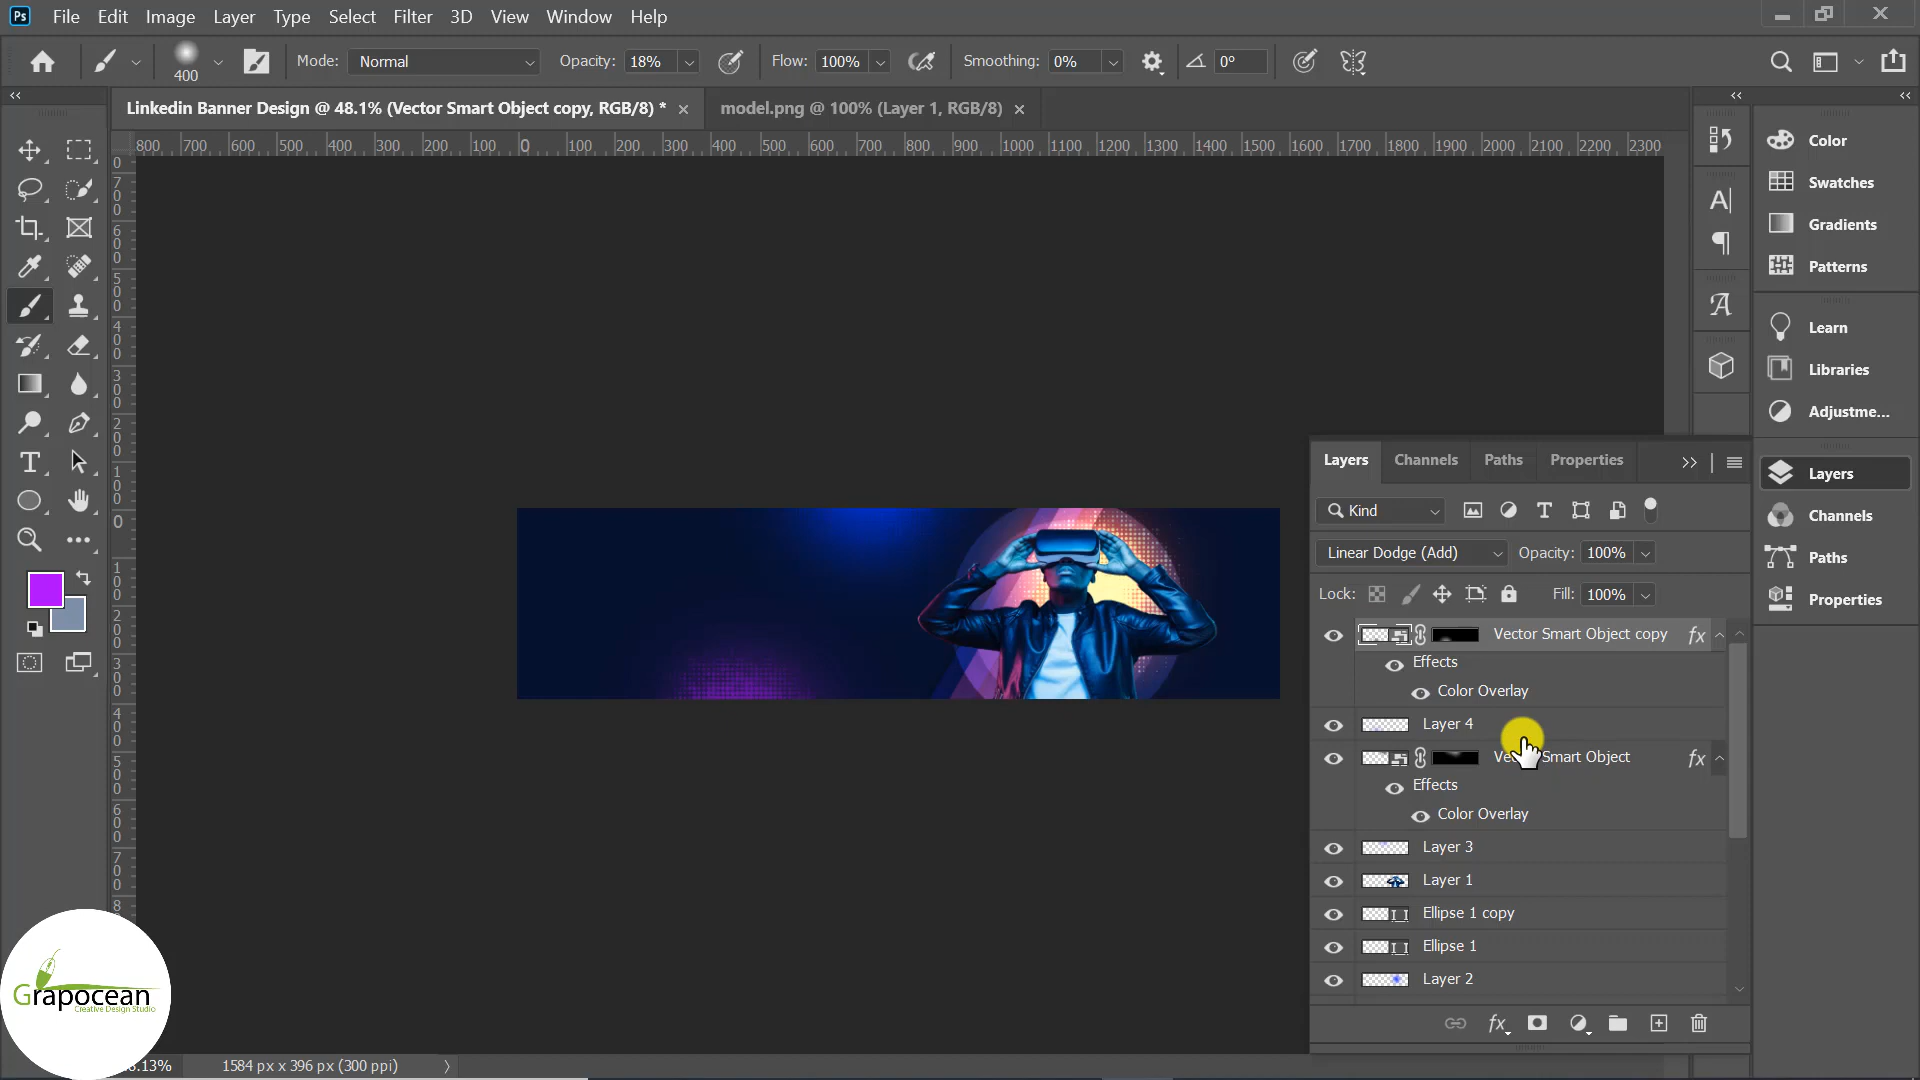 Ps File Edit Image Layer Type Select Filter 3D View Window Help
400 Mode: Normal Opacity: 18% Flow: 100% Smoothing: 0% 0°
Linkedin Banner Design @ 48.1% (Vector Smart Object copy, RGB/8) * × model.png @ 100% (Layer 1, RGB/8) ×
800 700 600 500 400 300 200 100 0 100 200 300 400 500 600 700 800 900 1000 1100 1200 1300 1400 1500 1600 1700 1800 1900 2000 2100 2200 2300
Color
Swatches
Gradients
Patterns
Learn
Libraries
Adjustme...
Layers
Channels
Paths
Properties
Layers Channels Paths Properties
Kind
Linear Dodge (Add) Opacity: 100%
Lock: Fill: 100%
Vector Smart Object copy fx
Effects
Color Overlay
Layer 4
Smart Object fx
Effects
Color Overlay
Layer 3
Layer 1
Ellipse 1 copy
Ellipse 1
Layer 2
fx
Grapocean
Creative Design Studio
8.13% 1584 px x 396 px (300 ppi)